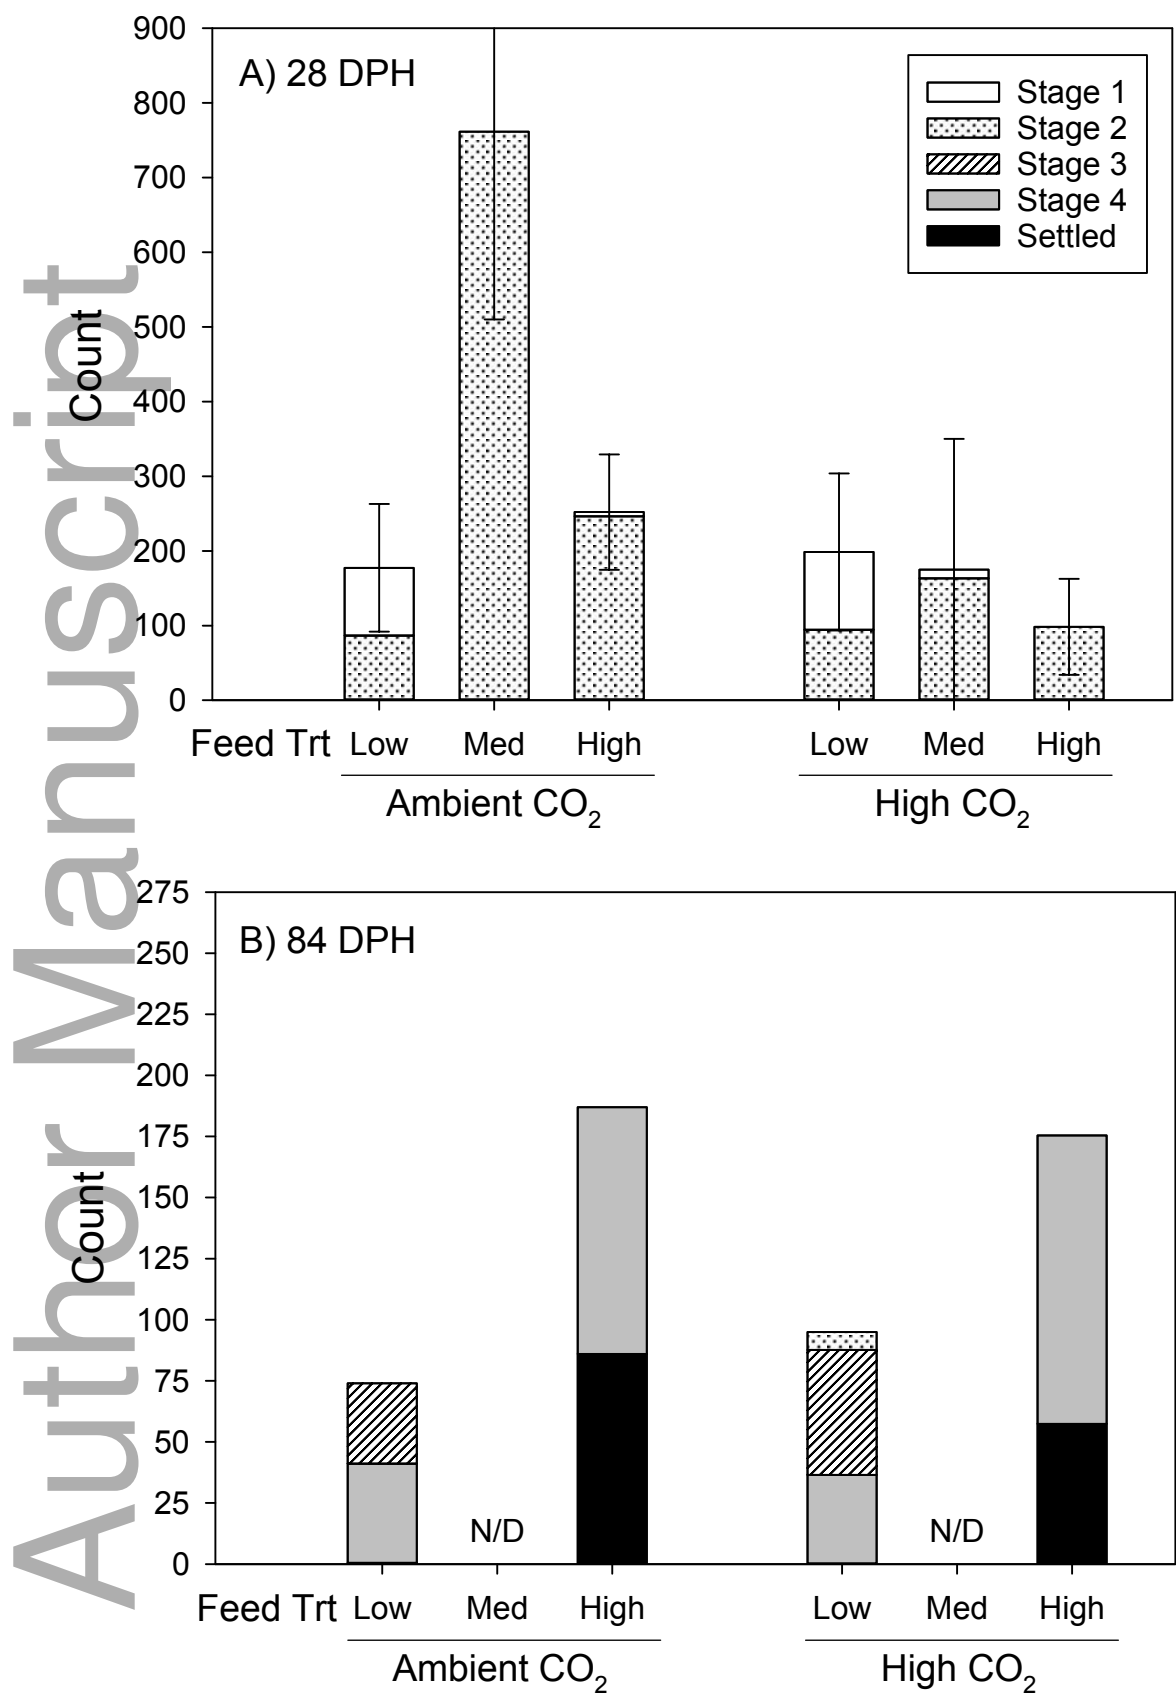 Author Manuscript
900
800
700
600
500
400
300
200
100
0
Count
A) 28 DPH
Stage 1
Stage 2
Stage 3
Stage 4
Settled
Feed Trt Low Med High Low Med High
Ambient CO2 High CO2
275
250
225
200
175
150
125
100
75
50
25
0
Count
B) 84 DPH
N/D N/D
Feed Trt Low Med High Low Med High
Ambient CO2 High CO2